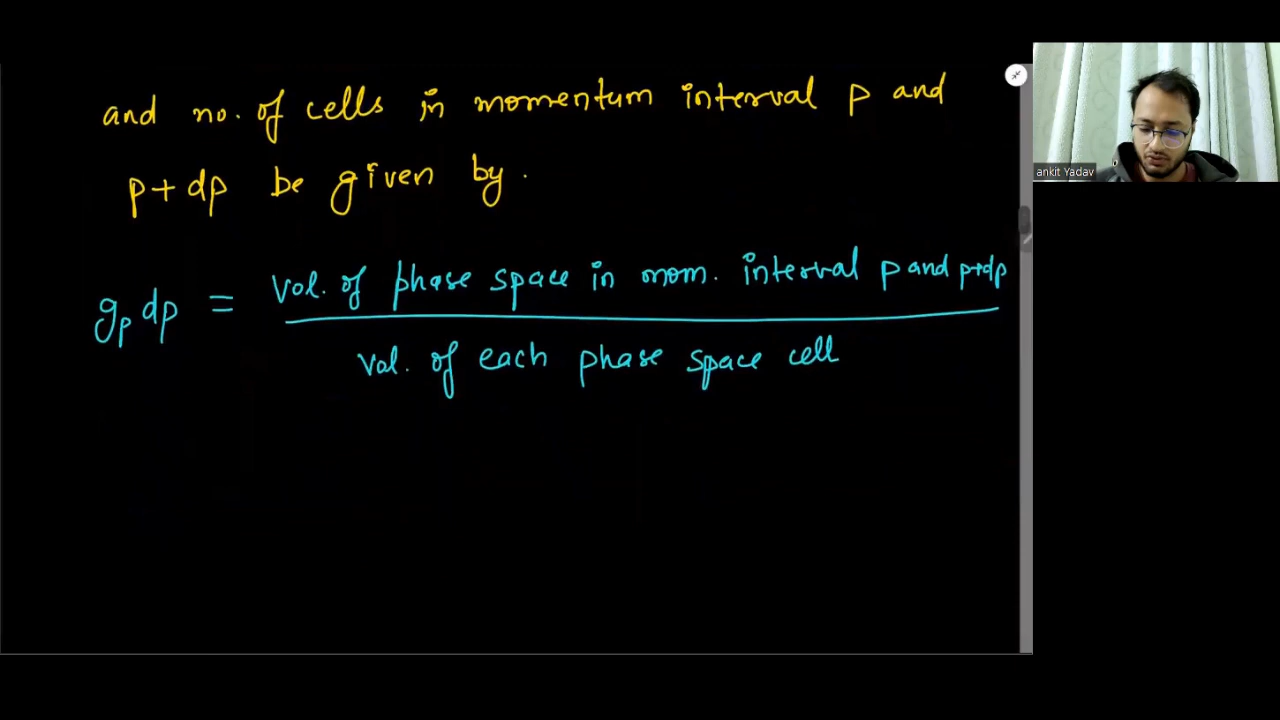 and no. of cells in momentum interval p and
p + dp be given by.
g_p dp = vol. of phase space in mom. interval p and p+dp
vol. of each phase space cell
ankit Yadav